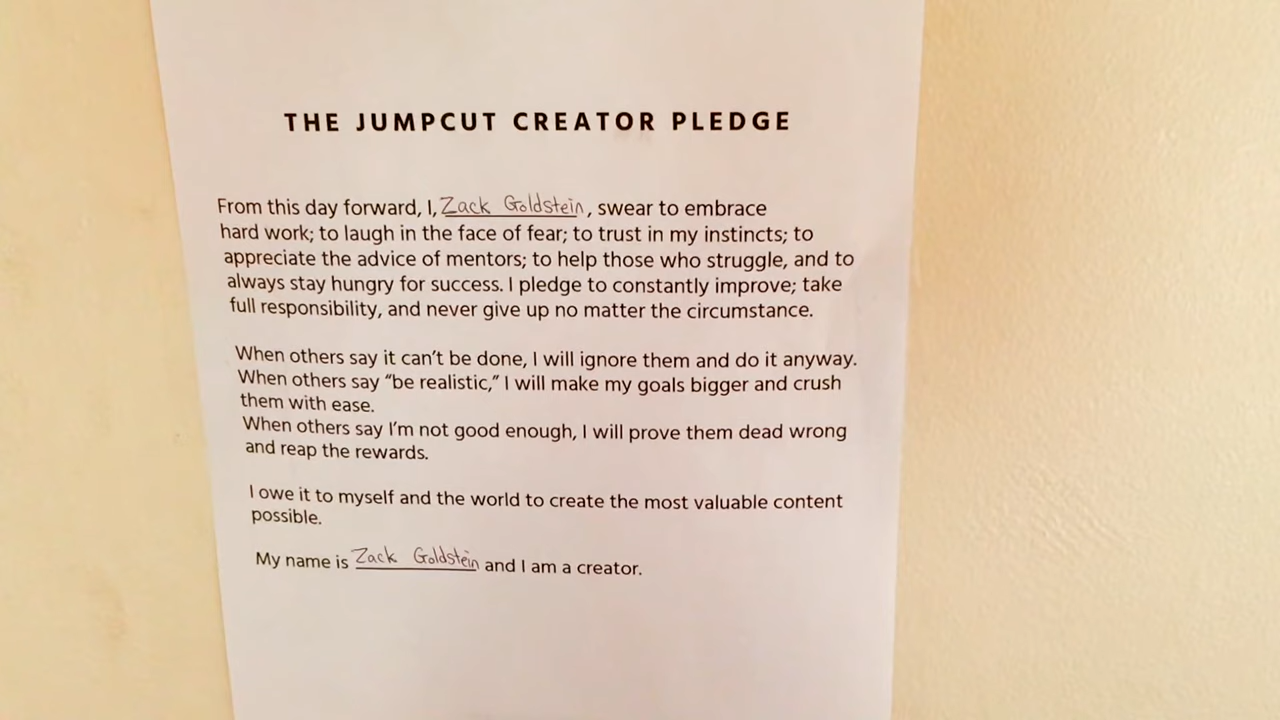 THE JUMPCUT CREATOR PLEDGE
From this day forward, I, Zack Goldstein, swear to embrace
hard work; to laugh in the face of fear; to trust in my instincts; to
appreciate the advice of mentors; to help those who struggle, and to
always stay hungry for success. I pledge to constantly improve; take
full responsibility, and never give up no matter the circumstance.
When others say it can't be done, I will ignore them and do it anyway.
When others say “be realistic,” I will make my goals bigger and crush
them with ease.
When others say I'm not good enough, I will prove them dead wrong
and reap the rewards.
I owe it to myself and the world to create the most valuable content
possible.
My name is Zack Goldstein and I am a creator.